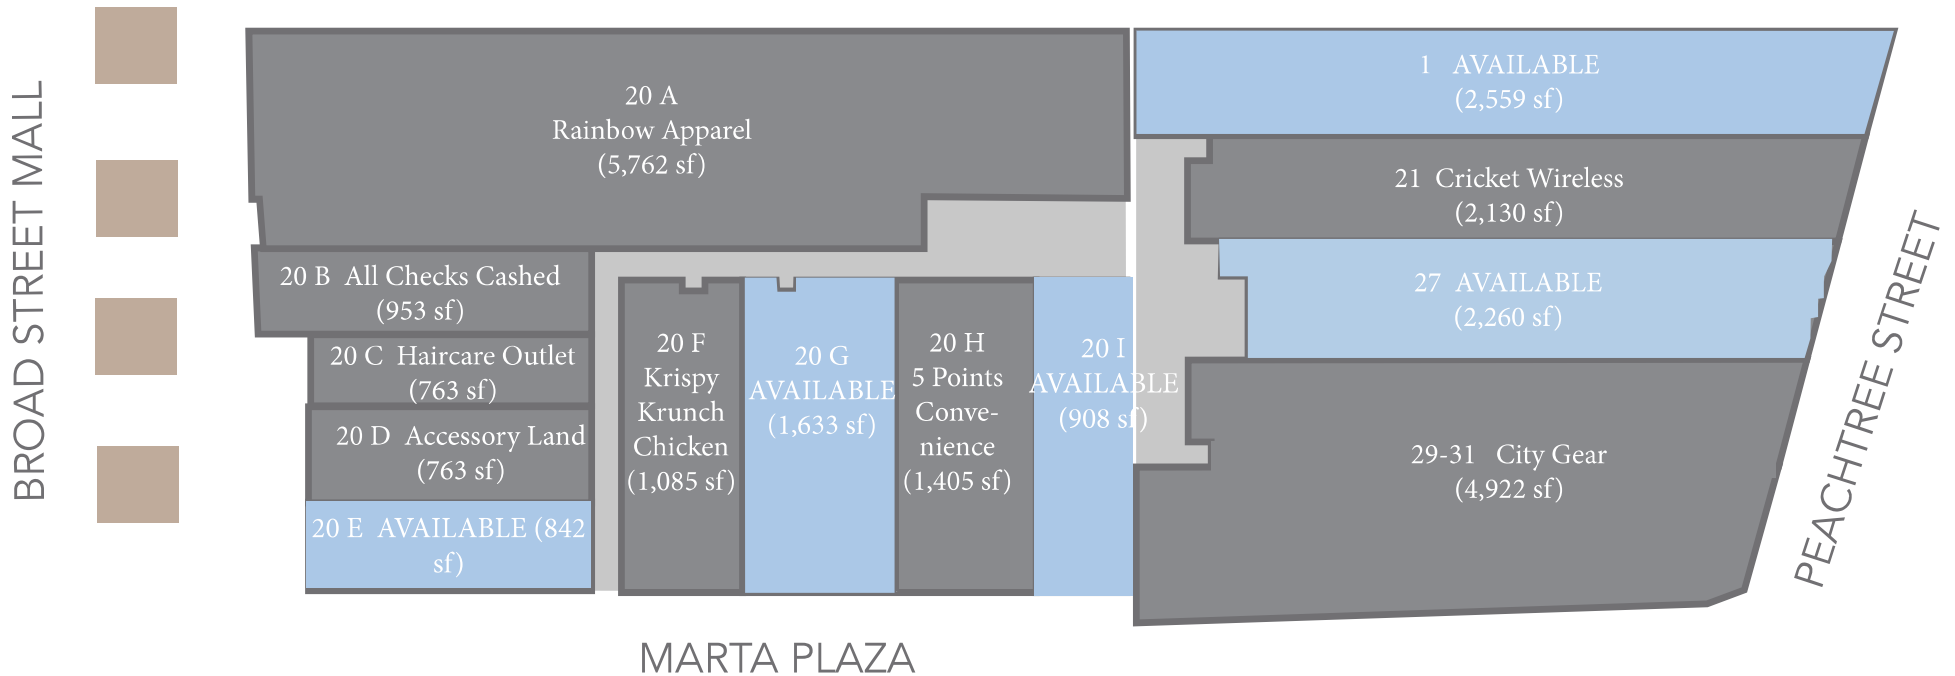 BROAD STREET MALL
20 A
Rainbow Apparel
(5,762 sf)
20 B  All Checks Cashed
(953 sf)
20 C  Haircare Outlet
(763 sf)
20 D  Accessory Land
(763 sf)
20 E  AVAILABLE (842
sf)
20 F
Krispy
Krunch
Chicken
(1,085 sf)
20 G
AVAILABLE
(1,633 sf)
20 H
5 Points
Conve-
nience
(1,405 sf)
20 I
AVAILABLE
(908 sf)
1   AVAILABLE
(2,559 sf)
21  Cricket Wireless
(2,130 sf)
27  AVAILABLE
(2,260 sf)
29-31   City Gear
(4,922 sf)
PEACHTREE STREET
MARTA PLAZA